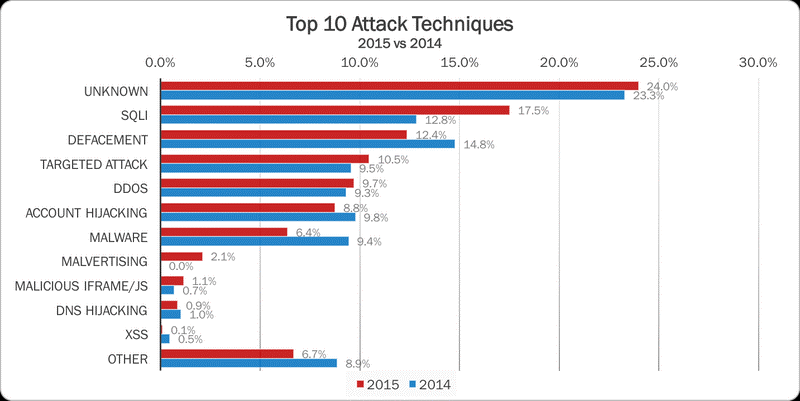 Top 10 Attack Techniques
2015 vs 2014
0.0% 5.0% 10.0% 15.0% 20.0% 25.0% 30.0%
UNKNOWN 24.0%
23.3%
SQLI 17.5%
12.8%
DEFACEMENT 12.4%
14.8%
TARGETED ATTACK 10.5%
9.5%
DDOS 9.7%
9.3%
ACCOUNT HIJACKING 8.8%
9.8%
MALWARE 6.4%
9.4%
MALVERTISING 2.1%
0.0%
MALICIOUS IFRAME/JS 1.1%
0.7%
DNS HIJACKING 0.9%
1.0%
XSS 0.1%
0.5%
OTHER 6.7%
8.9%
2015 2014